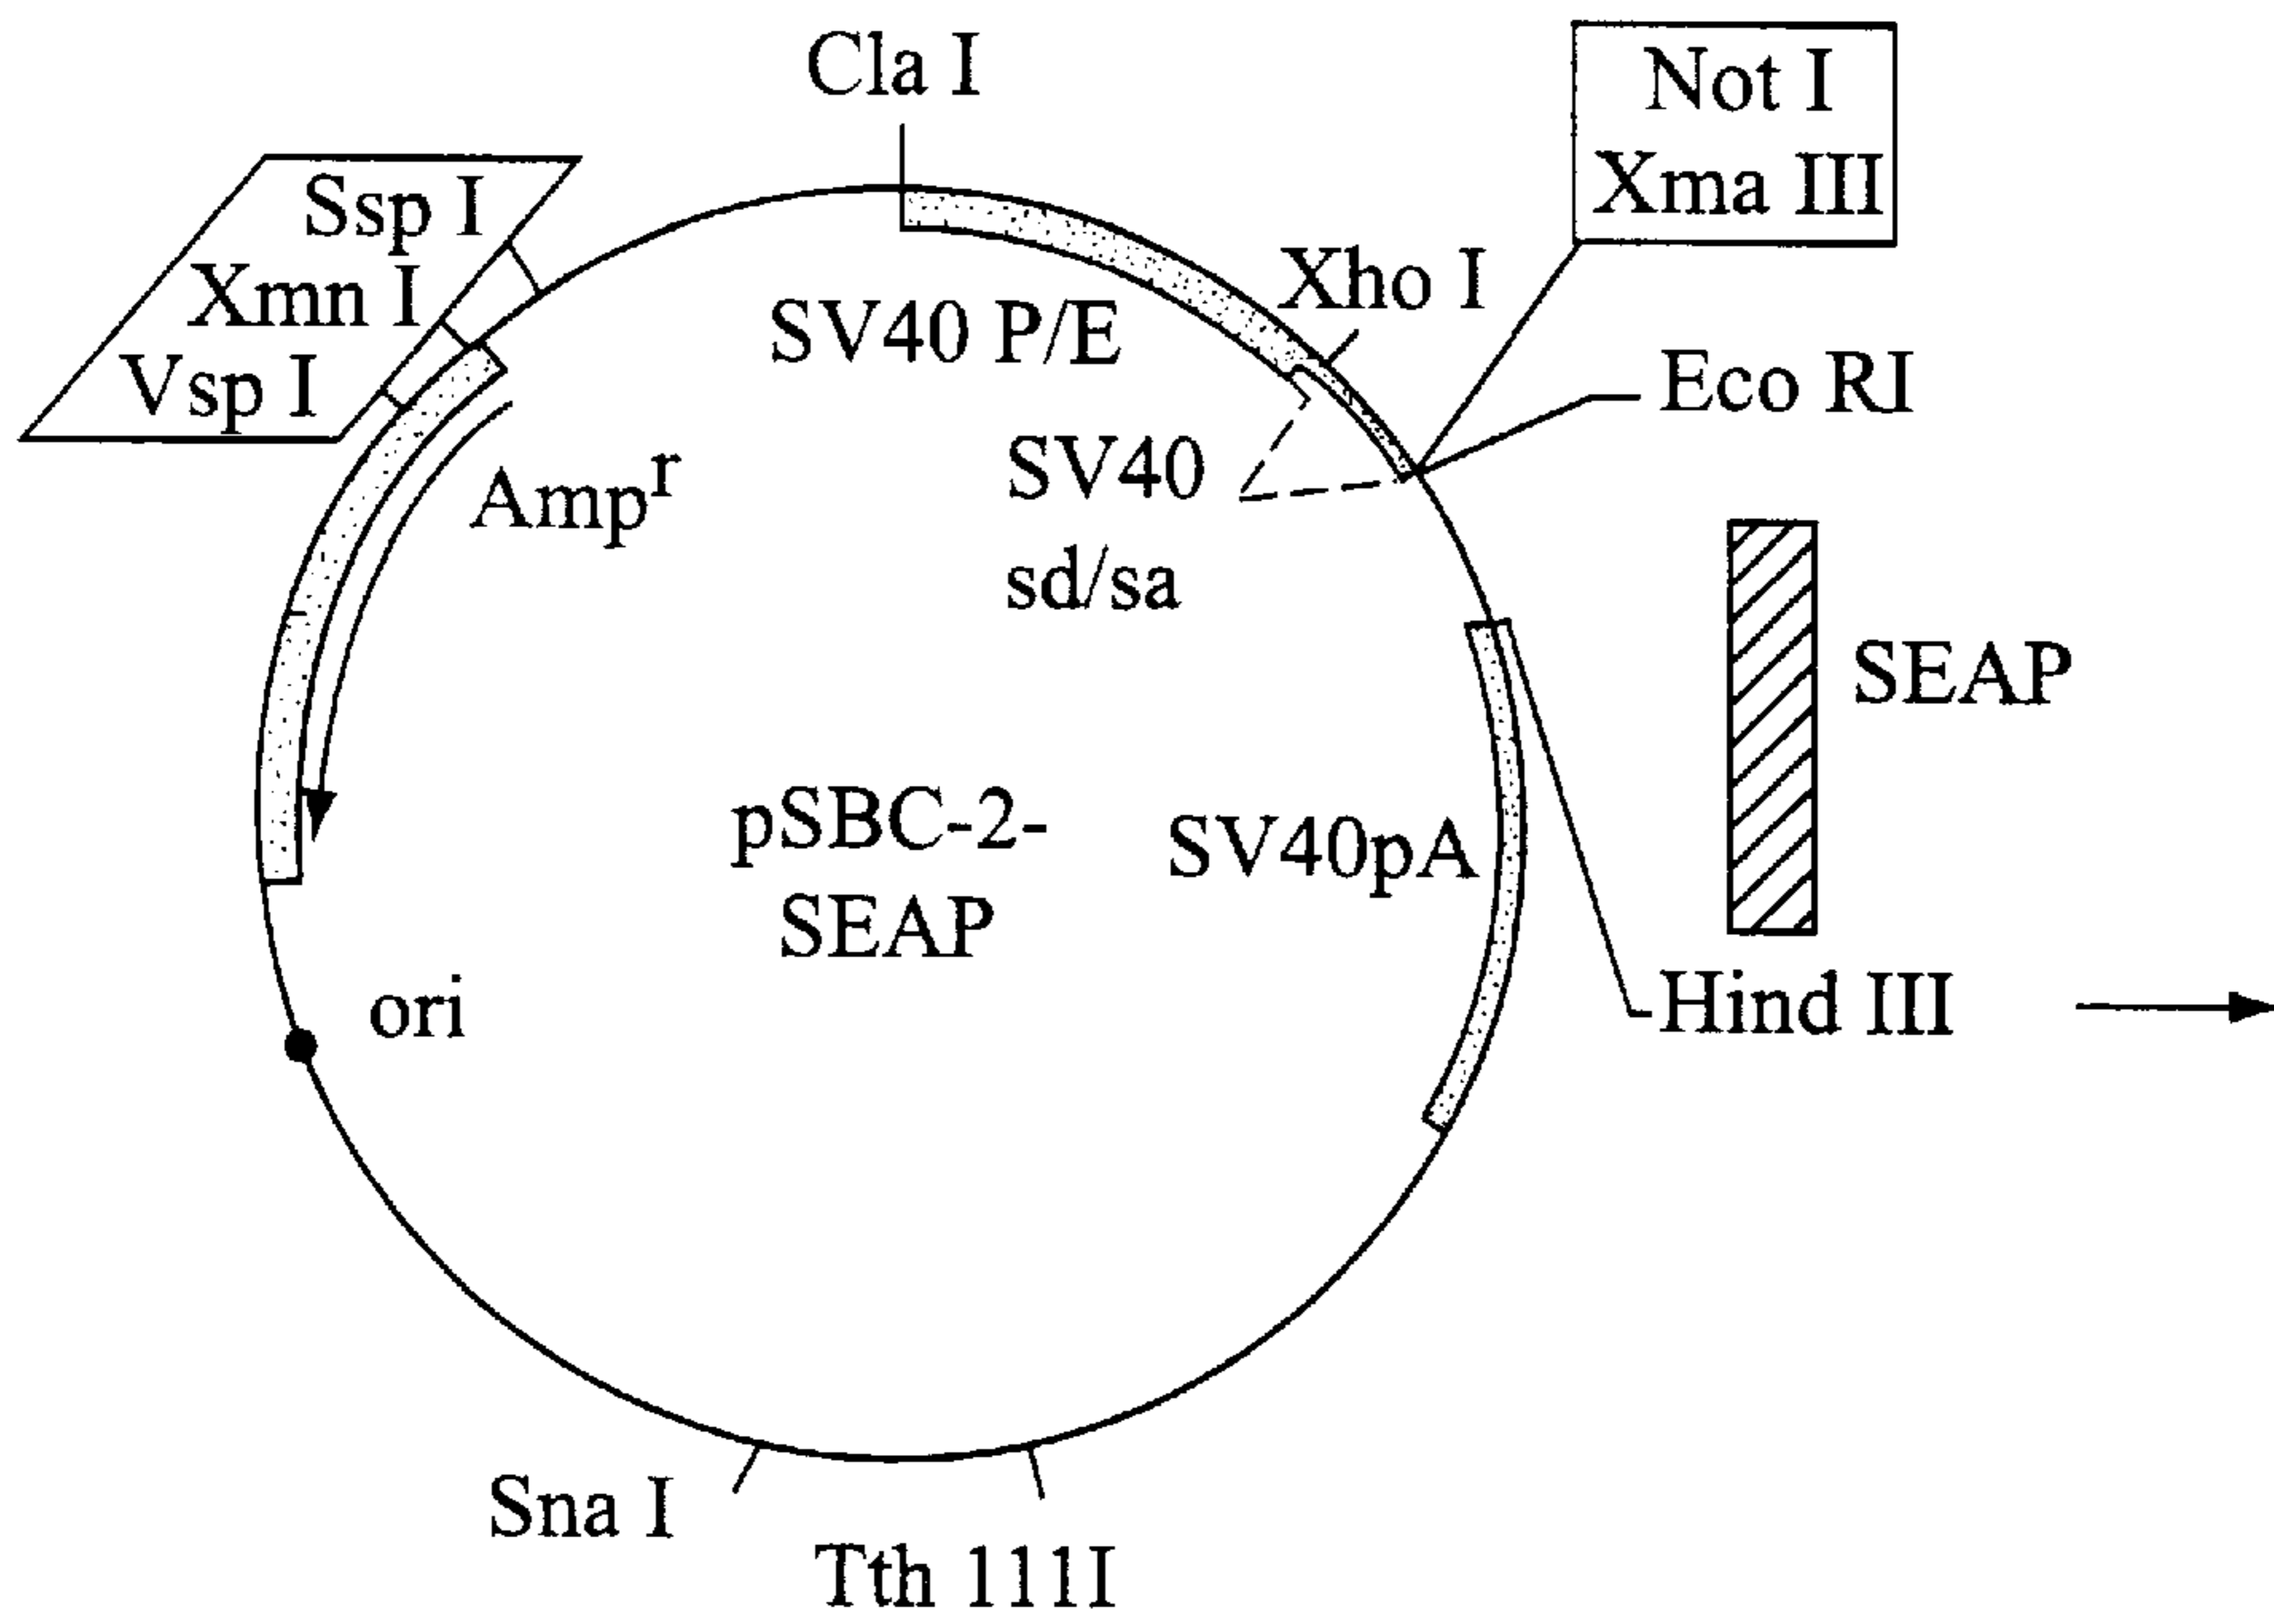 Cla I
Not I
Xma III
Ssp I
Xmn I
Vsp I
Xho I
SV40 P/E
Eco RI
SV40
sd/sa
Amp^r
SEAP
pSBC-2-
SEAP
SV40pA
ori
Hind III
Sna I
Tth 111I